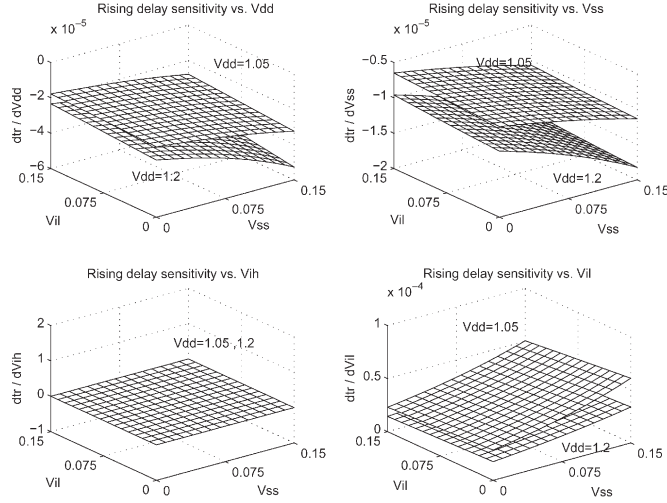 Rising delay sensitivity vs. Vdd
x 10⁻⁵
Vdd=1.05
0
−2
−4
−6
dtr / dVdd
Vdd=1.2
0.15
0.075
0
Vil
0
0.075
0.15
Vss
Rising delay sensitivity vs. Vss
x 10⁻⁵
Vdd=1.05
−0.5
−1
−1.5
−2
dtr / dVss
Vdd=1.2
0.15
0.075
0
Vil
0
0.075
0.15
Vss
Rising delay sensitivity vs. Vih
Vdd=1.05 ,1.2
2
1
0
−1
dtr / dVih
0.15
0.075
0
Vil
0
0.075
0.15
Vss
Rising delay sensitivity vs. Vil
x 10⁻⁴
Vdd=1.05
1
0.5
0
dtr / dVil
Vdd=1.2
0.15
0.075
0
Vil
0
0.075
0.15
Vss